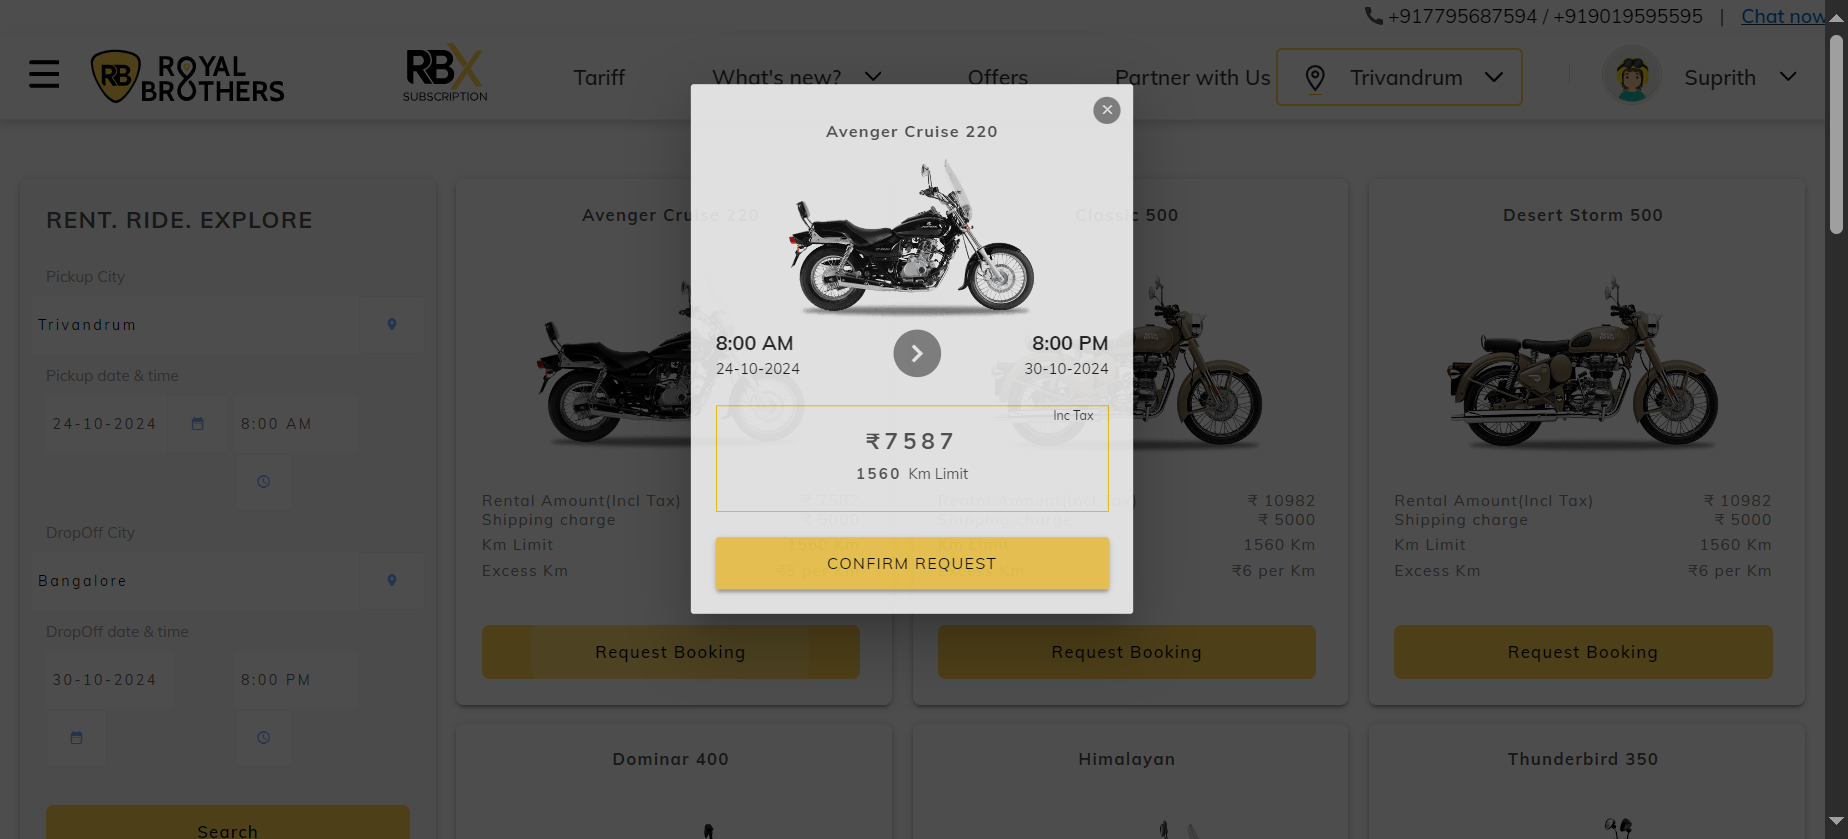 +917795687594 / +919019595595 | Chat now
RB ROYAL BROTHERS
RBX SUBSCRIPTION
Tariff
What's new?
Offers
Partner with Us
Trivandrum
Suprith
RENT. RIDE. EXPLORE
Pickup City
Trivandrum
Pickup date & time
24-10-2024
8:00 AM
DropOff City
Bangalore
DropOff date & time
30-10-2024
8:00 PM
Search
Avenger Cruise 220
Rental Amount(Incl Tax) ₹ 7587
Shipping charge ₹ 5000
Km Limit 1560 Km
Excess Km ₹5 per Km
Request Booking
Classic 500
Rental Amount(Incl Tax) ₹ 10982
Shipping charge ₹ 5000
Km Limit 1560 Km
Excess Km ₹6 per Km
Request Booking
Desert Storm 500
Rental Amount(Incl Tax) ₹ 10982
Shipping charge ₹ 5000
Km Limit 1560 Km
Excess Km ₹6 per Km
Request Booking
Dominar 400
Himalayan
Thunderbird 350
Avenger Cruise 220
8:00 AM
24-10-2024
8:00 PM
30-10-2024
Inc Tax
₹7587
1560 Km Limit
CONFIRM REQUEST